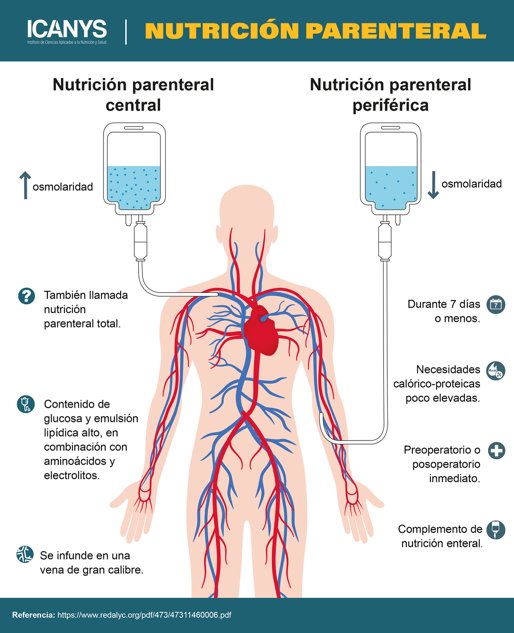 ICANYS
Instituto de Ciencias Aplicadas a la Nutrición y Salud
NUTRICIÓN PARENTERAL
Nutrición parenteral
central
osmolaridad
También llamada
nutrición
parenteral total.
Contenido de
glucosa y emulsión
lipídica alto, en
combinación con
aminoácidos y
electrolitos.
Se infunde en una
vena de gran calibre.
Nutrición parenteral
periférica
osmolaridad
Durante 7 días
o menos.
Necesidades
calórico-proteicas
poco elevadas.
Preoperatorio o
posoperatorio
inmediato.
Complemento de
nutrición enteral.
Referencia: https://www.redalyc.org/pdf/473/47311460006.pdf